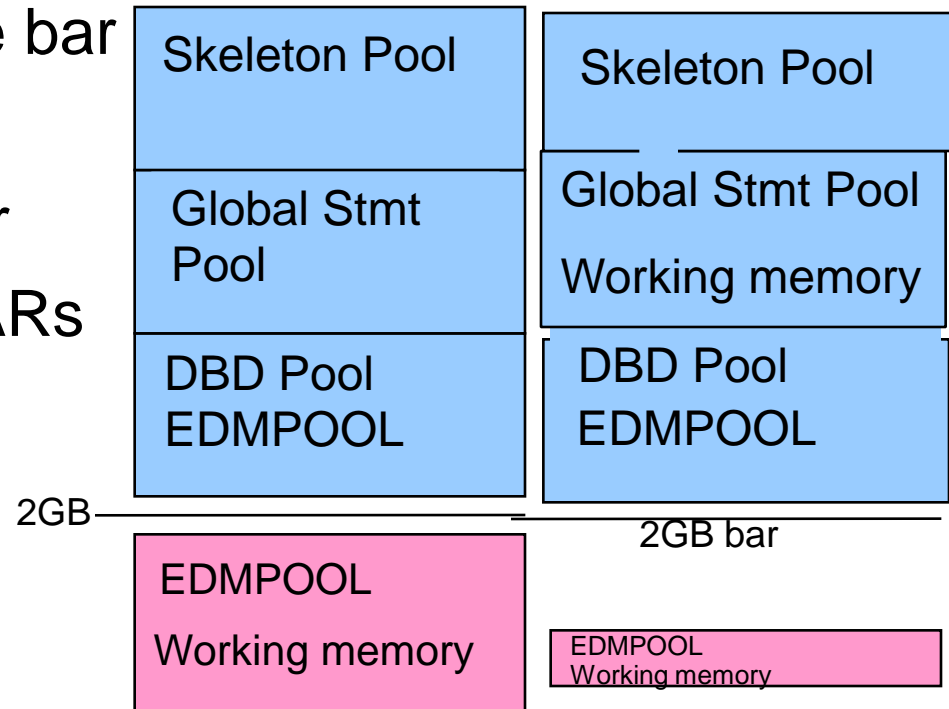 bar
Skeleton Pool
Global Stmt
Pool
DBD Pool
EDMPOOL
2GB
EDMPOOL
Working memory
Skeleton Pool
Global Stmt Pool
Working memory
DBD Pool
EDMPOOL
2GB bar
EDMPOOL
Working memory